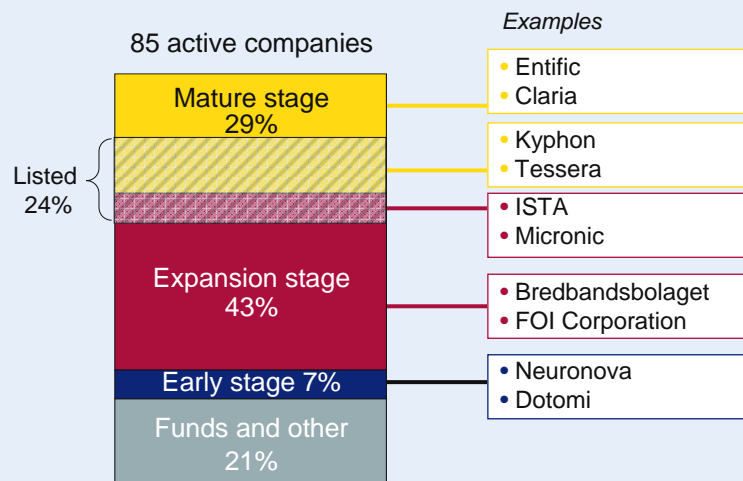 Examples
85 active companies
Mature stage
29%
• Entific
• Claria
Listed
24%
• Kyphon
• Tessera
• ISTA
• Micronic
Expansion stage
43%
• Bredbandsbolaget
• FOI Corporation
Early stage 7%
• Neuronova
• Dotomi
Funds and other
21%